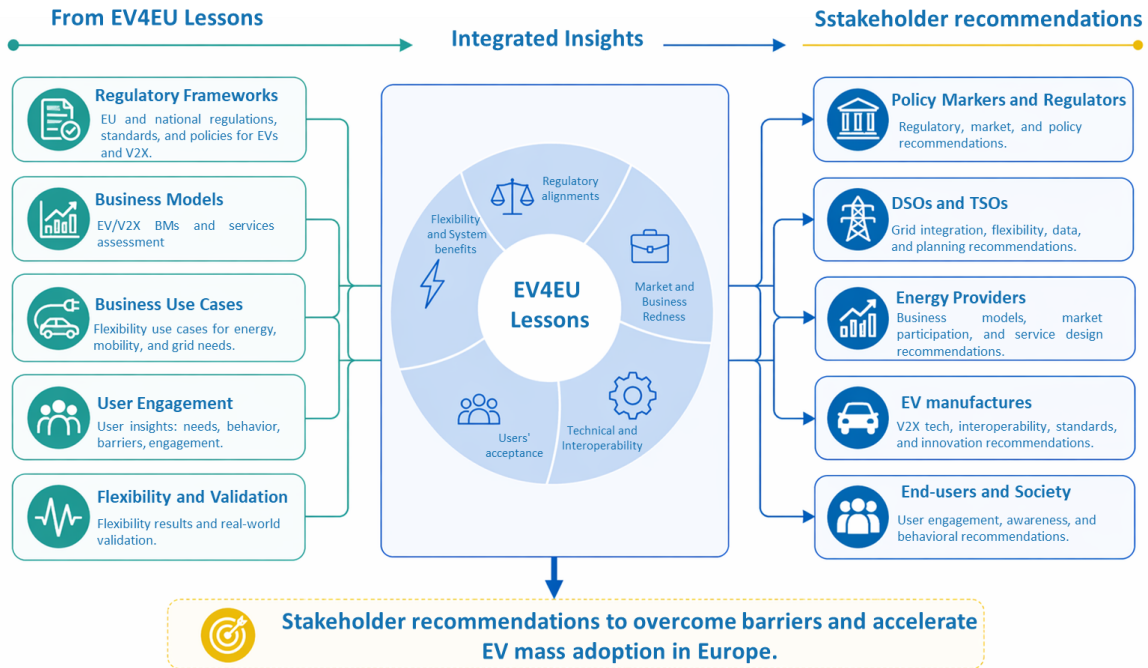 From EV4EU Lessons
Integrated Insights
Sstakeholder recommendations
Regulatory Frameworks
EU and national regulations,
standards, and policies for EVs
and V2X.
Business Models
EV/V2X BMs and services
assessment
Business Use Cases
Flexibility use cases for energy,
mobility, and grid needs.
User Engagement
User insights: needs, behavior,
barriers, engagement.
Flexibility and Validation
Flexibility results and real-world
validation.
Regulatory
alignments
Flexibility
and System
benefits
Market and
Business
Redness
EV4EU
Lessons
Users'
acceptance
Technical and
Interoperability
Policy Markers and Regulators
Regulatory, market, and policy
recommendations.
DSOs and TSOs
Grid integration, flexibility, data,
and planning recommendations.
Energy Providers
Business models, market
participation, and service design
recommendations.
EV manufactures
V2X tech, interoperability, standards,
and innovation recommendations.
End-users and Society
User engagement, awareness, and
behavioral recommendations.
Stakeholder recommendations to overcome barriers and accelerate
EV mass adoption in Europe.